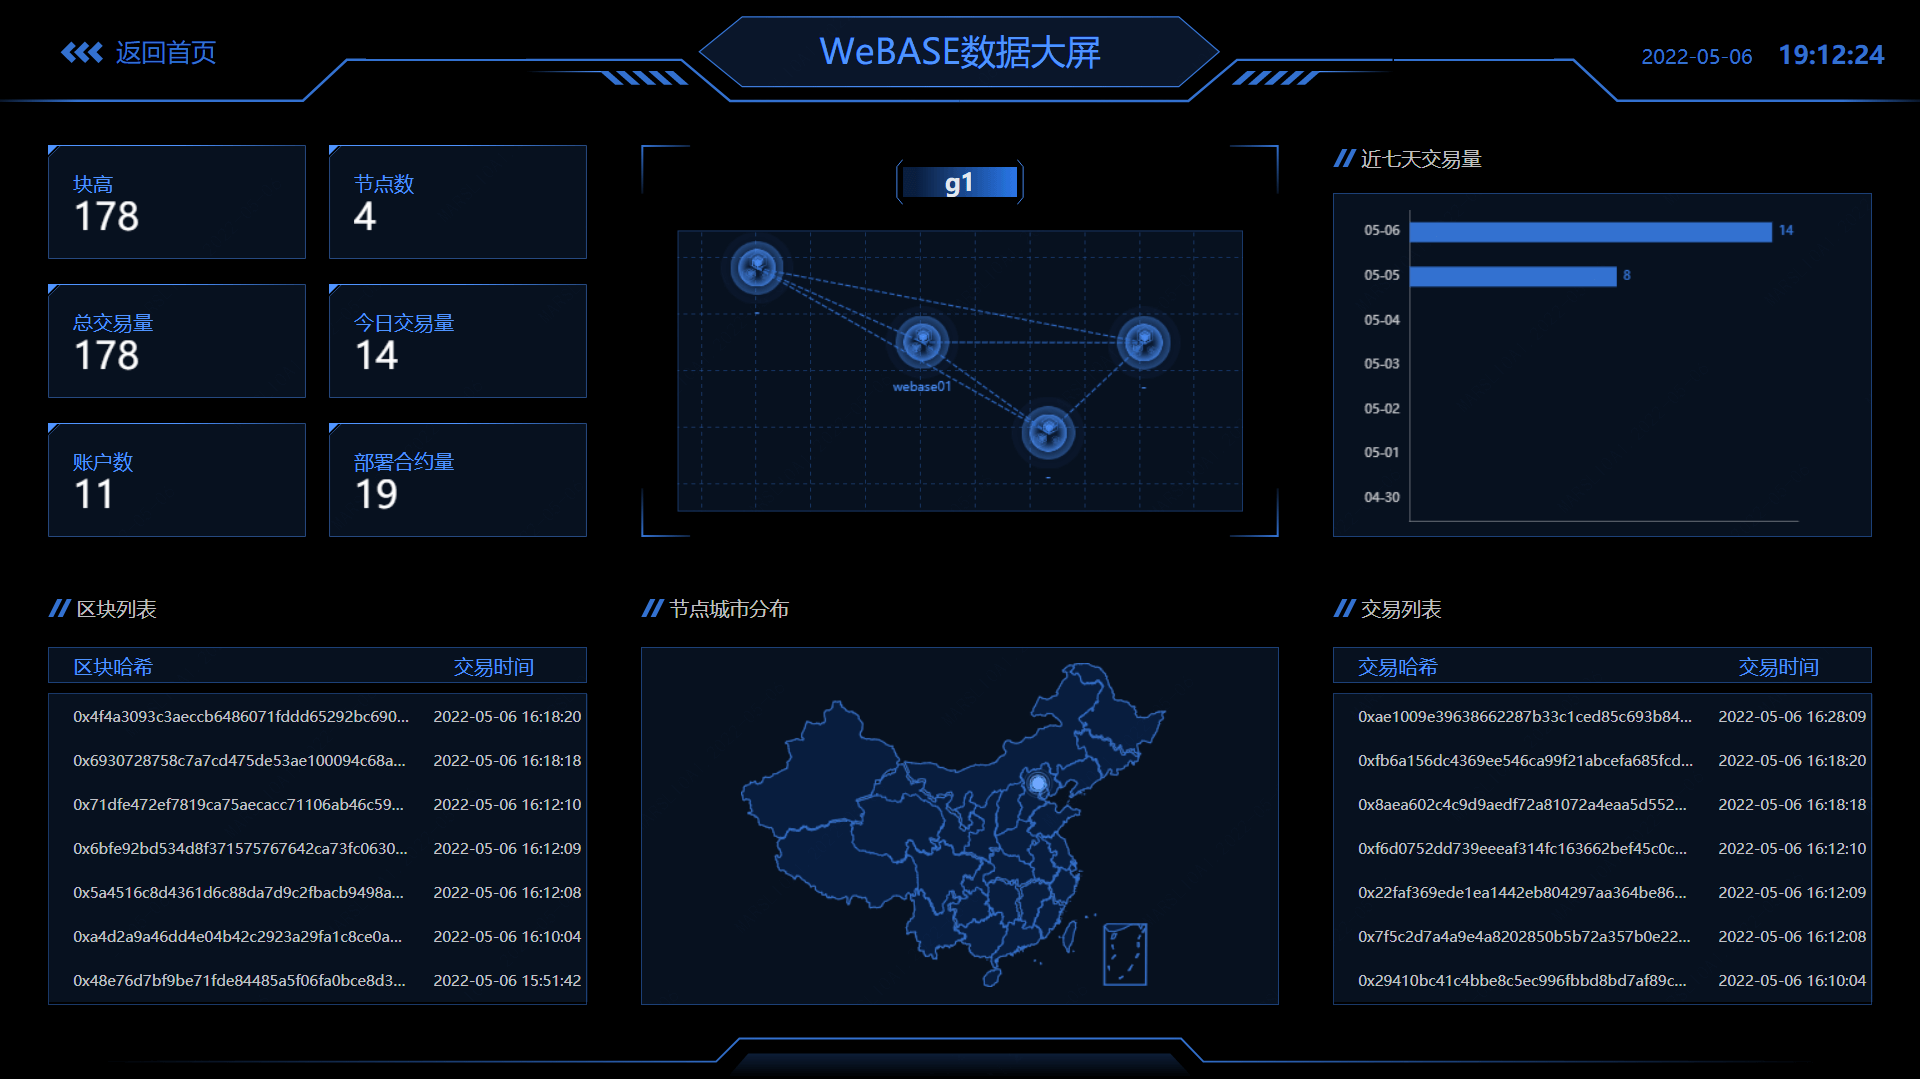 返回首页
WeBASE数据大屏
2022-05-06 19:12:24
块高
178
节点数
4
总交易量
178
今日交易量
14
账户数
11
部署合约量
19
g1
-
webase01
-
-
近七天交易量
05-06 14
05-05 8
05-04
05-03
05-02
05-01
04-30
区块列表
区块哈希 交易时间
0x4f4a3093c3aeccb6486071fddd65292bc690... 2022-05-06 16:18:20
0x6930728758c7a7cd475de53ae100094c68a... 2022-05-06 16:18:18
0x71dfe472ef7819ca75aecacc71106ab46c59... 2022-05-06 16:12:10
0x6bfe92bd534d8f371575767642ca73fc0630... 2022-05-06 16:12:09
0x5a4516c8d4361d6c88da7d9c2fbacb9498a... 2022-05-06 16:12:08
0xa4d2a9a46dd4e04b42c2923a29fa1c8ce0a... 2022-05-06 16:10:04
0x48e76d7bf9be71fde84485a5f06fa0bce8d3... 2022-05-06 15:51:42
节点城市分布
交易列表
交易哈希 交易时间
0xae1009e39638662287b33c1ced85c693b84... 2022-05-06 16:28:09
0xfb6a156dc4369ee546ca99f21abcefa685fcd... 2022-05-06 16:18:20
0x8aea602c4c9d9aedf72a81072a4eaa5d552... 2022-05-06 16:18:18
0xf6d0752dd739eeeaf314fc163662bef45c0c... 2022-05-06 16:12:10
0x22faf369ede1ea1442eb804297aa364be86... 2022-05-06 16:12:09
0x7f5c2d7a4a9e4a8202850b5b72a357b0e22... 2022-05-06 16:12:08
0x29410bc41c4bbe8c5ec996fbbd8bd7af89c... 2022-05-06 16:10:04